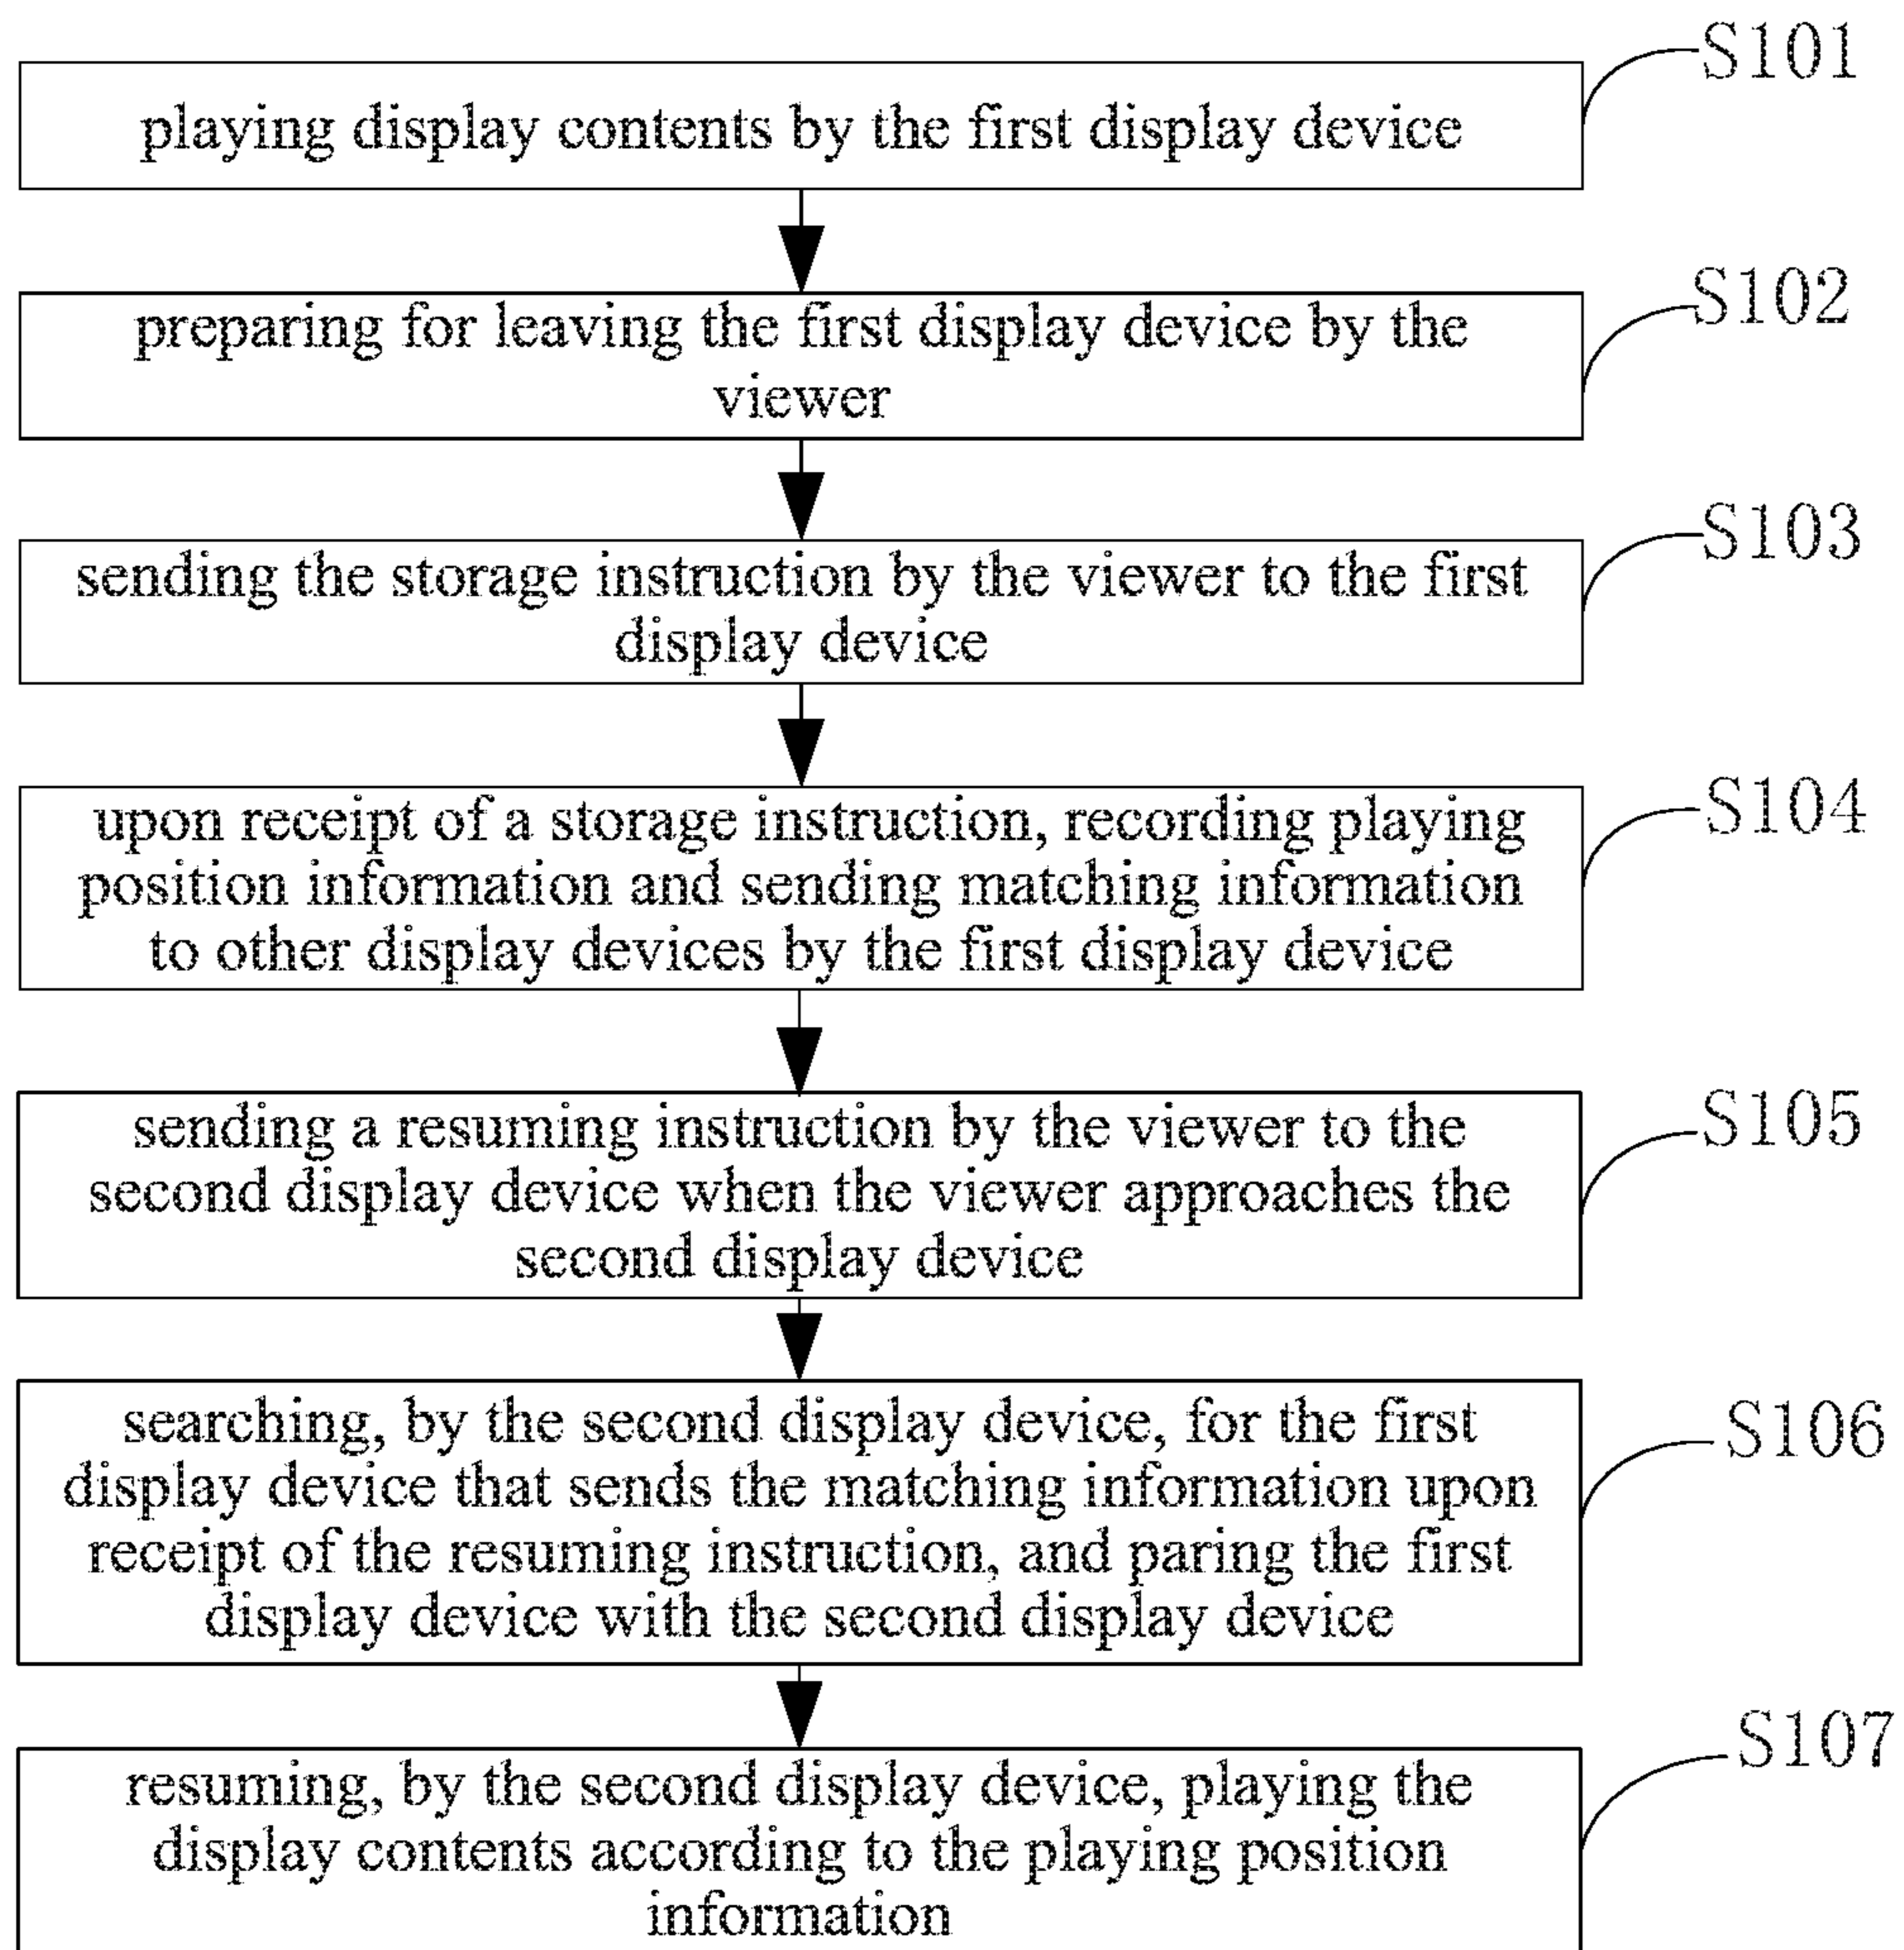 S101
playing display contents by the first display device
S102
preparing for leaving the first display device by the
viewer
S103
sending the storage instruction by the viewer to the first
display device
S104
upon receipt of a storage instruction, recording playing
position information and sending matching information
to other display devices by the first display device
S105
sending a resuming instruction by the viewer to the
second display device when the viewer approaches the
second display device
S106
searching, by the second display device, for the first
display device that sends the matching information upon
receipt of the resuming instruction, and paring the first
display device with the second display device
S107
resuming, by the second display device, playing the
display contents according to the playing position
information